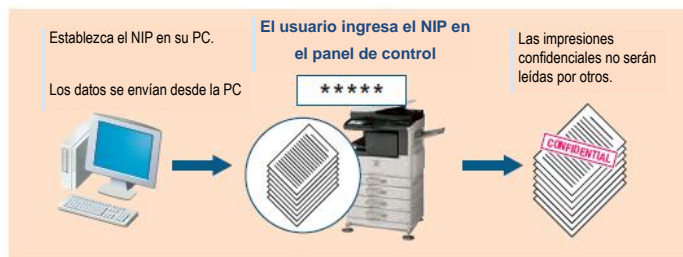 Establezca el NIP en su PC.
Los datos se envían desde la PC
El usuario ingresa el NIP en
el panel de control
*****
Las impresiones
confidenciales no serán
leídas por otros.
CONFIDENTIAL